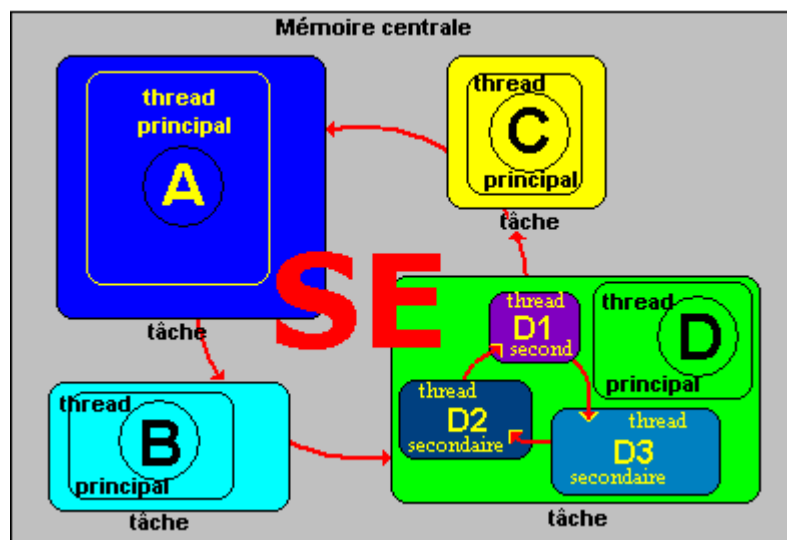 Mémoire centrale
thread
principal
A
tâche
thread
C
principal
tâche
SE
thread
B
principal
tâche
thread
D1
second
thread
D
principal
thread
D2
secondaire
thread
D3
secondaire
tâche